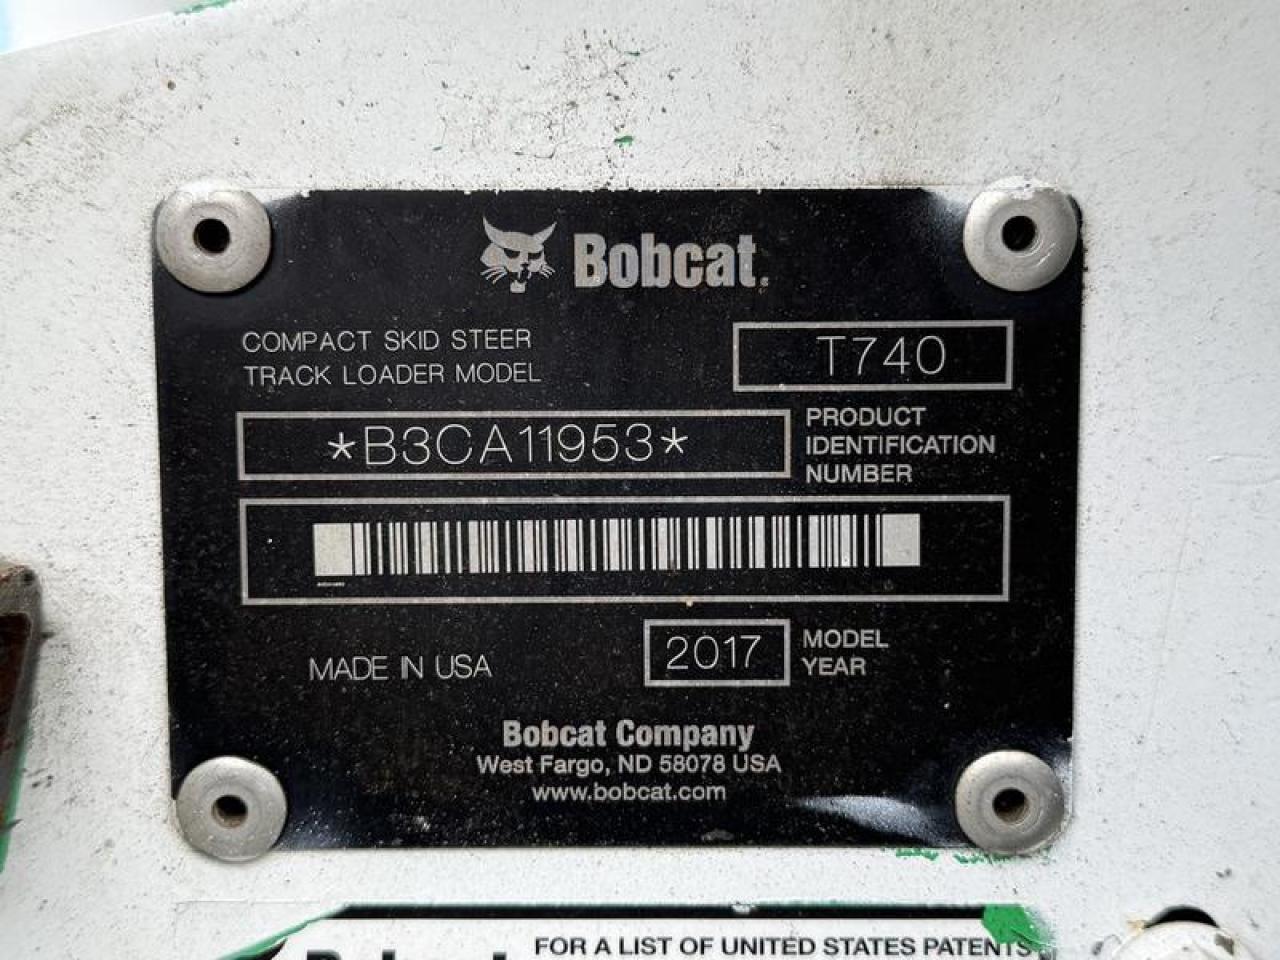 Bobcat.
COMPACT SKID STEER
TRACK LOADER MODEL
T740
*B3CA11953*
PRODUCT
IDENTIFICATION
NUMBER
MADE IN USA
2017
MODEL
YEAR
Bobcat Company
West Fargo, ND 58078 USA
www.bobcat.com
FOR A LIST OF UNITED STATES PATENTS